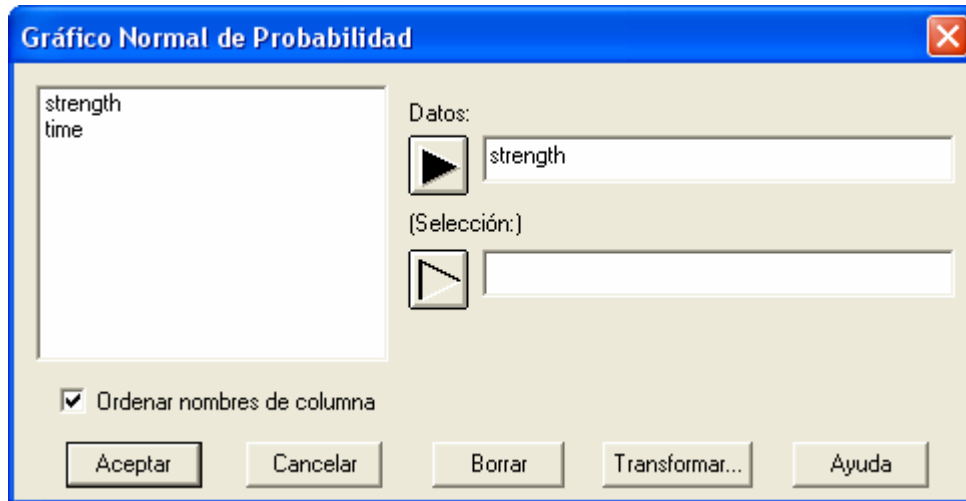 Gráfico Normal de Probabilidad
strength
time
Datos:
strength
(Selección:)
Ordenar nombres de columna
Aceptar
Cancelar
Borrar
Transformar...
Ayuda